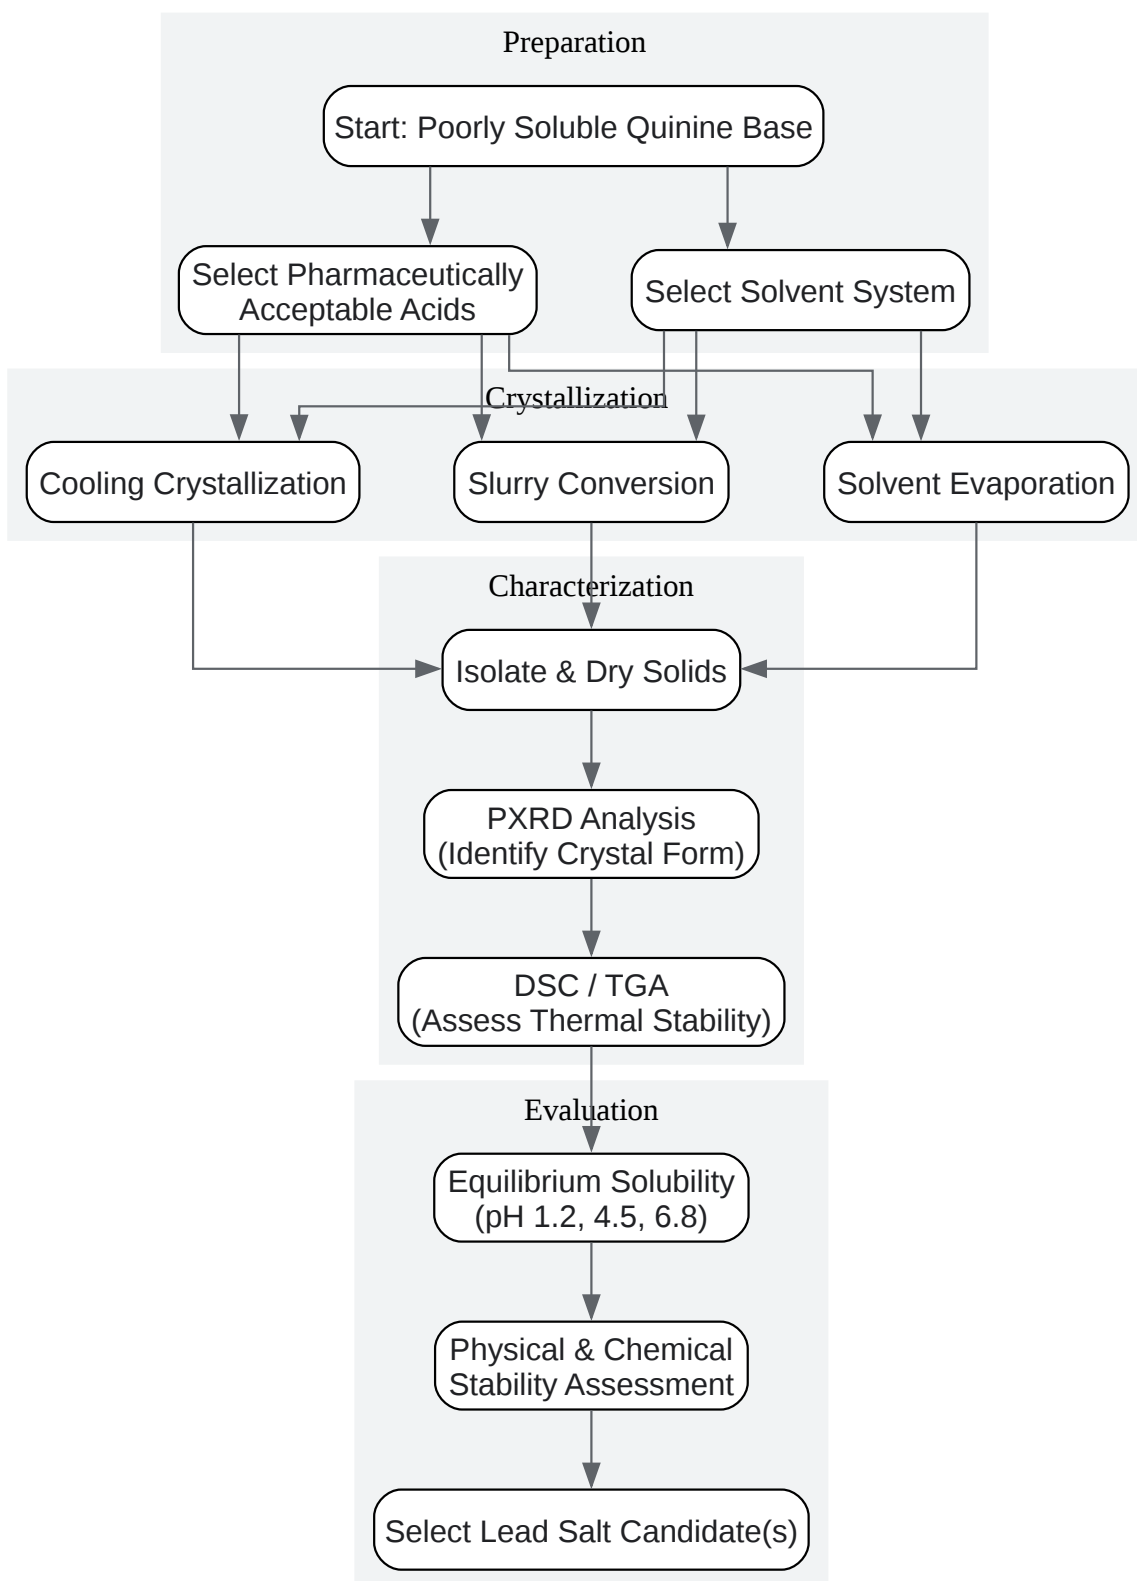 Preparation
Start: Poorly Soluble Quinine Base
Select Pharmaceutically
Acceptable Acids
Select Solvent System
Crystallization
Cooling Crystallization
Slurry Conversion
Solvent Evaporation
Characterization
Isolate & Dry Solids
PXRD Analysis
(Identify Crystal Form)
DSC / TGA
(Assess Thermal Stability)
Evaluation
Equilibrium Solubility
(pH 1.2, 4.5, 6.8)
Physical & Chemical
Stability Assessment
Select Lead Salt Candidate(s)